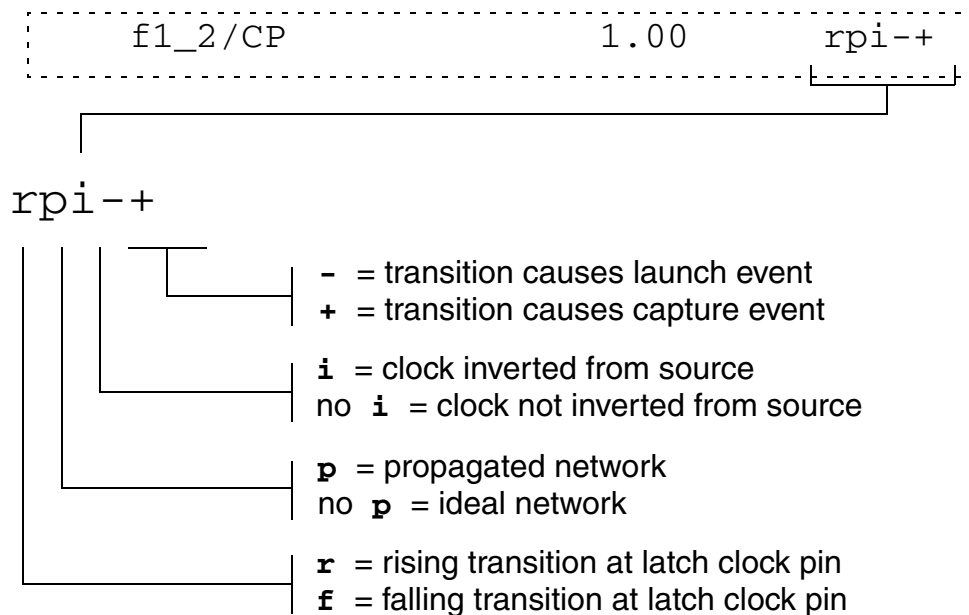 f1_2/CP 1.00 rpi-+
rpi-+
- = transition causes launch event
+ = transition causes capture event
i = clock inverted from source
no i = clock not inverted from source
p = propagated network
no p = ideal network
r = rising transition at latch clock pin
f = falling transition at latch clock pin